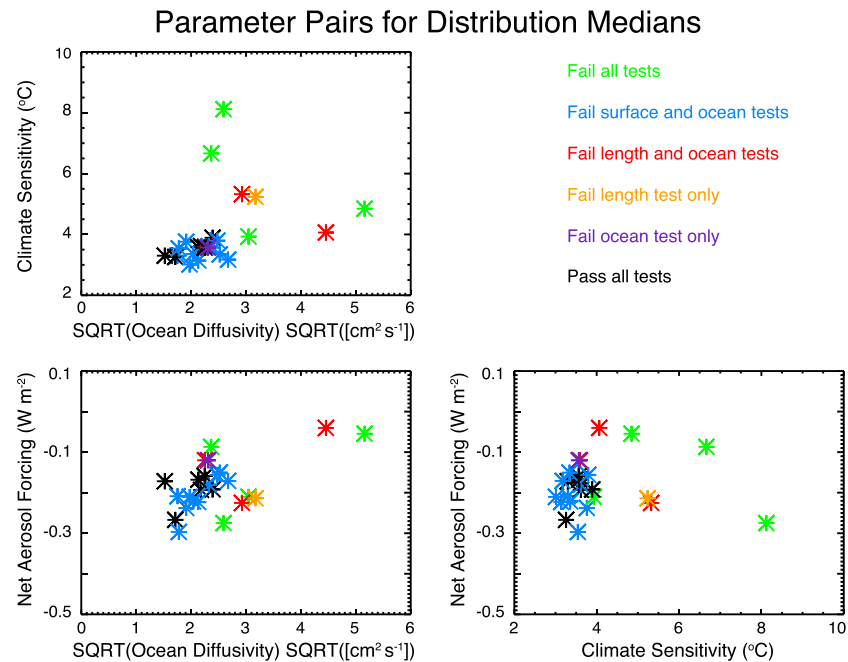 Parameter Pairs for Distribution Medians
10
8
6
4
2
Climate Sensitivity (ºC)
0 1 2 3 4 5 6
SQRT(Ocean Diffusivity) SQRT([cm² s⁻¹])
Fail all tests
Fail surface and ocean tests
Fail length and ocean tests
Fail length test only
Fail ocean test only
Pass all tests
0.1
-0.1
-0.3
-0.5
Net Aerosol Forcing (W m⁻²)
0 1 2 3 4 5 6
SQRT(Ocean Diffusivity) SQRT([cm² s⁻¹])
0.1
-0.1
-0.3
-0.5
Net Aerosol Forcing (W m⁻²)
2 4 6 8 10
Climate Sensitivity (ºC)